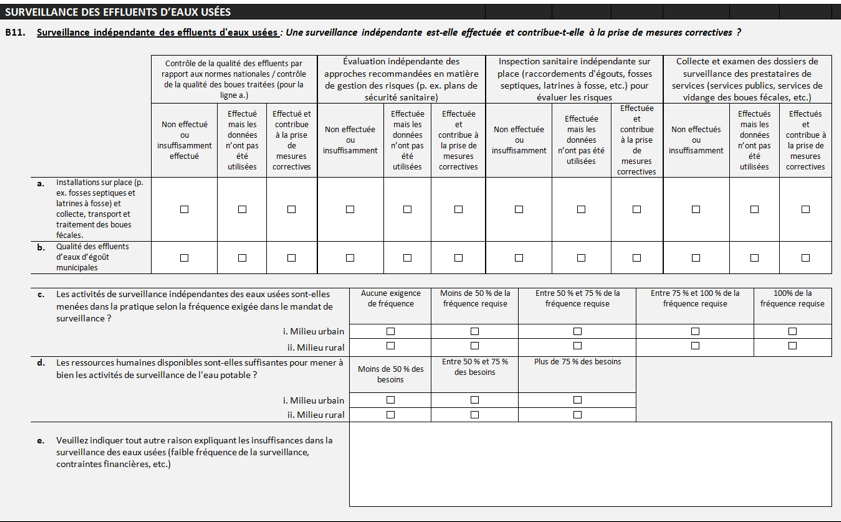 SURVEILLANCE DES EFFLUENTS D’EAUX USÉES
B11. Surveillance indépendante des effluents d'eaux usées : Une surveillance indépendante est-elle effectuée et contribue-t-elle à la prise de mesures correctives ?
Contrôle de la qualité des effluents par
rapport aux normes nationales / contrôle
de la qualité des boues traitées (pour la
ligne a.)
Évaluation indépendante des
approches recommandées en matière
de gestion des risques (p. ex. plans de
sécurité sanitaire)
Inspection sanitaire indépendante sur
place (raccordements d'égouts, fosses
septiques, latrines à fosse, etc.) pour
évaluer les risques
Collecte et examen des dossiers de
surveillance des prestataires de
services (services publics, services de
vidange des boues fécales, etc.)
Non effectué
ou
insuffisamment
effectué
Effectué
mais les
données
n’ont pas
été
utilisées
Effectué et
contribue
à la prise
de
mesures
correctives
Non effectuée
ou
insuffisamment
Effectuée
mais les
données
n’ont pas
été
utilisées
Effectuée
et
contribue à
la prise de
mesures
correctives
Non effectuée
ou
insuffisamment
Effectuée
mais les
données
n’ont pas été
utilisées
Effectuée
et
contribue
à la prise
de
mesures
correctives
Non effectués
ou
insuffisamment
Effectués
mais les
données
n’ont pas
été
utilisées
Effectués
et
contribue à
la prise de
mesures
correctives
a. Installations sur place (p.
ex. fosses septiques et
latrines à fosse) et
collecte, transport et
traitement des boues
fécales.
b. Qualité des effluents
d’eaux d’égout
municipales
c. Les activités de surveillance indépendantes des eaux usées sont-elles
menées dans la pratique selon la fréquence exigée dans le mandat de
surveillance ?
Aucune exigence
de fréquence
Moins de 50 % de la
fréquence requise
Entre 50 % et 75 % de la
fréquence requise
Entre 75 % et 100 % de la
fréquence requise
100% de la
fréquence requise
i. Milieu urbain
ii. Milieu rural
d. Les ressources humaines disponibles sont-elles suffisantes pour mener à
bien les activités de surveillance de l'eau potable ?
Moins de 50 % des
besoins
Entre 50 % et 75 %
des besoins
Plus de 75 % des besoins
i. Milieu urbain
ii. Milieu rural
e. Veuillez indiquer tout autre raison expliquant les insuffisances dans la
surveillance des eaux usées (faible fréquence de la surveillance,
contraintes financières, etc.)